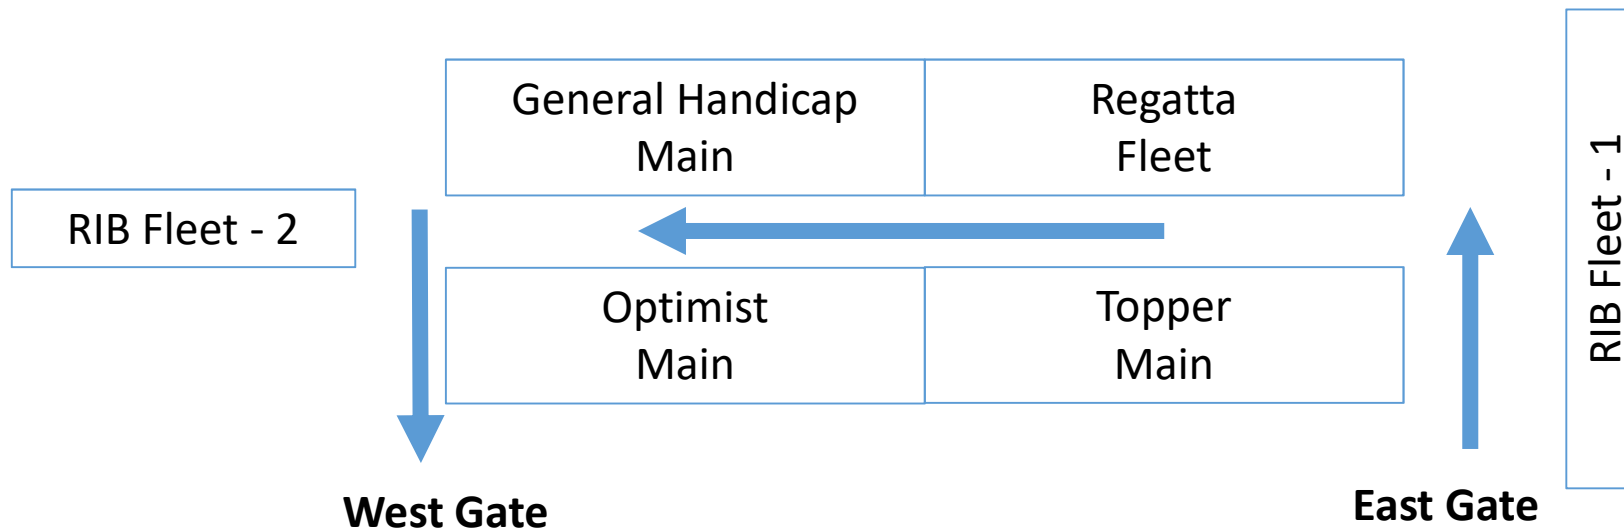 General Handicap
Main
Regatta
Fleet
RIB Fleet - 1
RIB Fleet - 2
Optimist
Main
Topper
Main
West Gate
East Gate